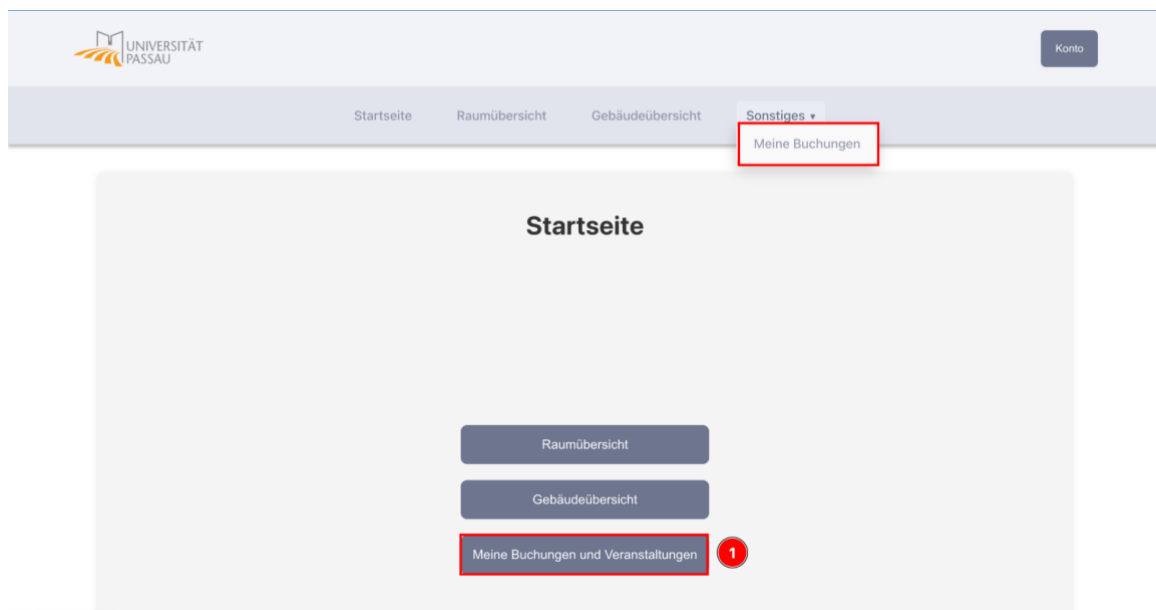 UNIVERSITÄT
PASSAU
Konto
Startseite Raumübersicht Gebäudeübersicht Sonstiges ▾
Meine Buchungen
Startseite
Raumübersicht
Gebäudeübersicht
Meine Buchungen und Veranstaltungen 1